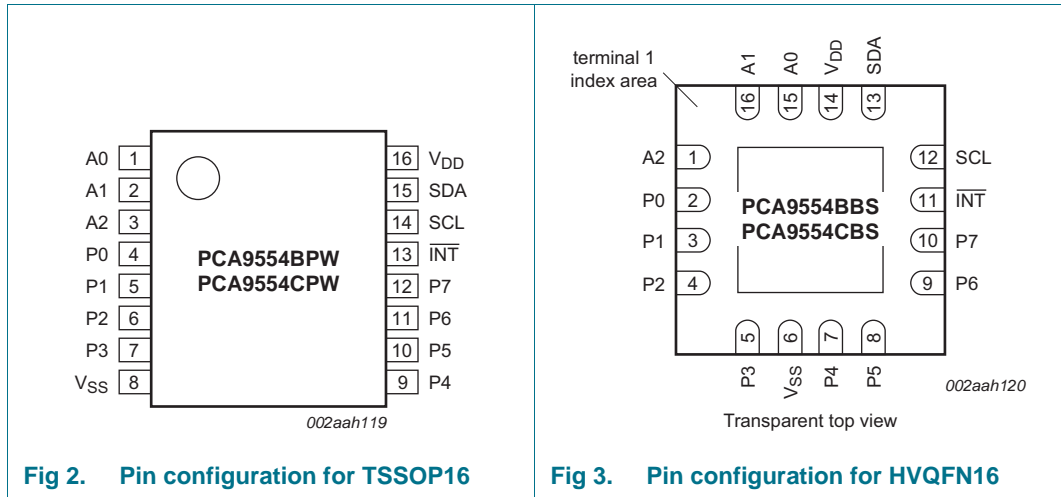 A0 1
A1 2
A2 3
P0 4
P1 5
P2 6
P3 7
VSS 8
PCA9554BPW
PCA9554CPW
16 VDD
15 SDA
14 SCL
13 INT
12 P7
11 P6
10 P5
9 P4
002aah119
Fig 2. Pin configuration for TSSOP16
terminal 1
index area
A1 16
A0 15
VDD 14
SDA 13
A2 1
P0 2
P1 3
P2 4
PCA9554BBS
PCA9554CBS
12 SCL
11 INT
10 P7
9 P6
5 P3
6 VSS
7 P4
8 P5
002aah120
Transparent top view
Fig 3. Pin configuration for HVQFN16